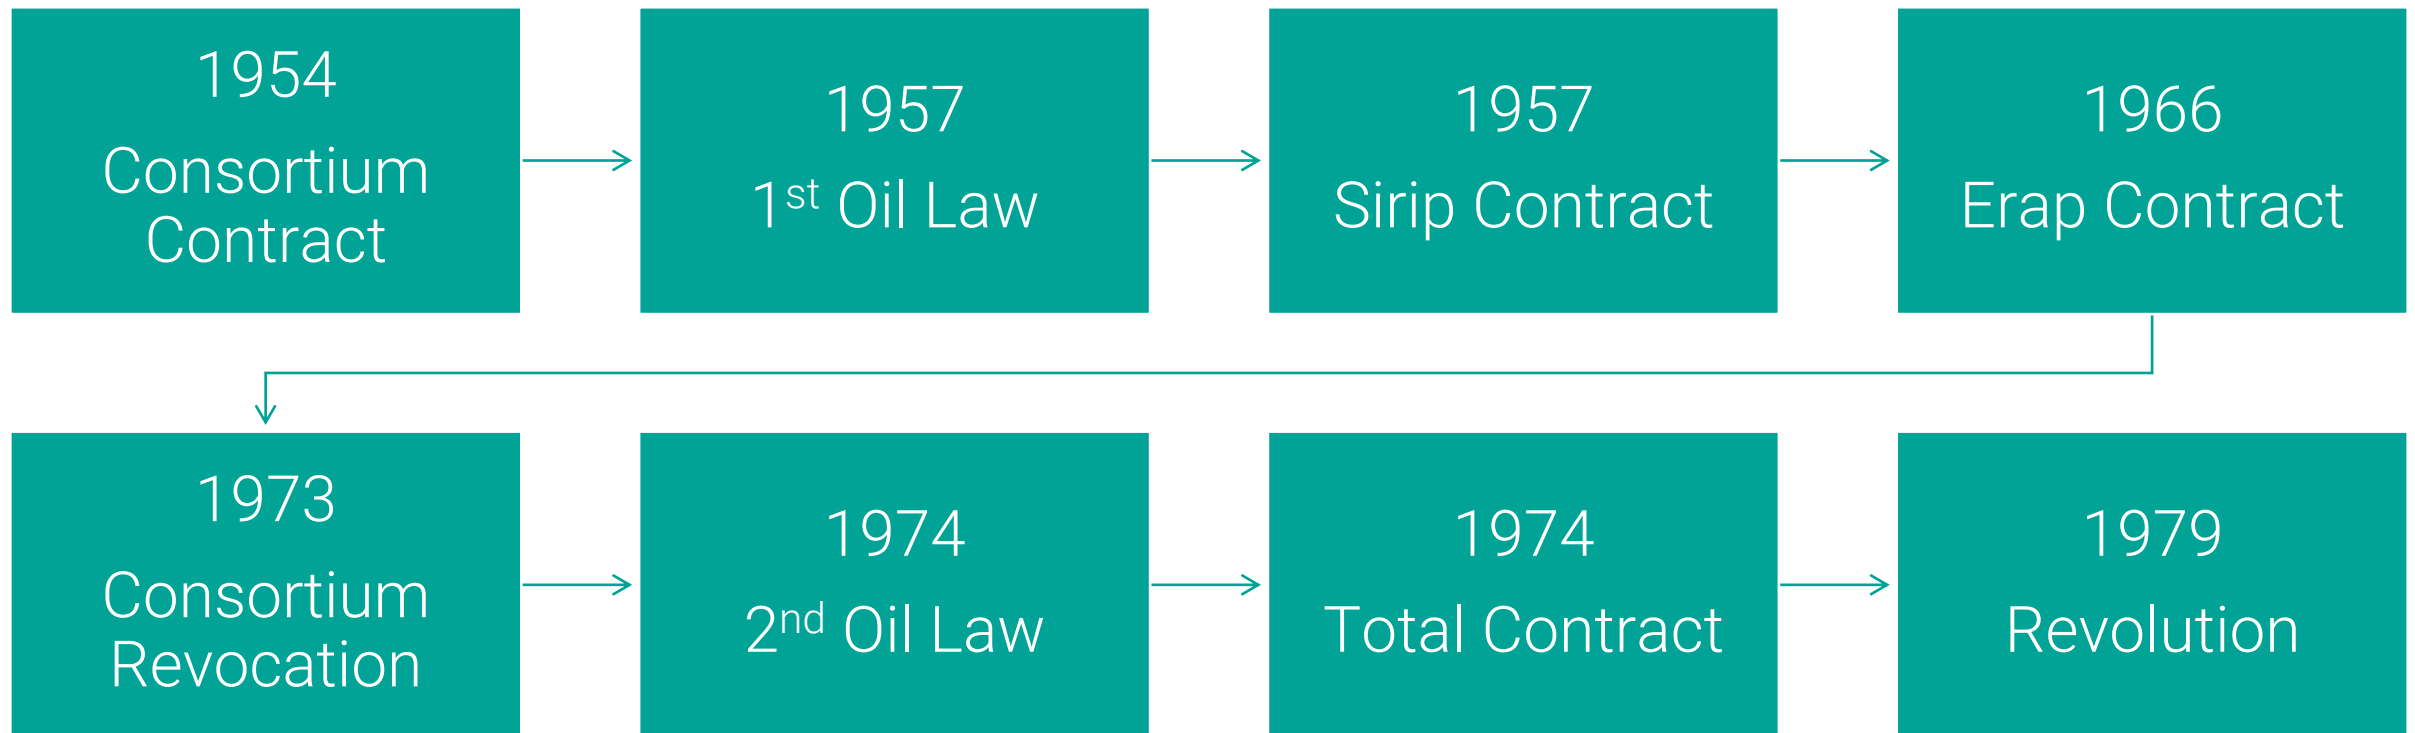 1954
Consortium
Contract
1957
1st Oil Law
1957
Sirip Contract
1966
Erap Contract
1973
Consortium
Revocation
1974
2nd Oil Law
1974
Total Contract
1979
Revolution